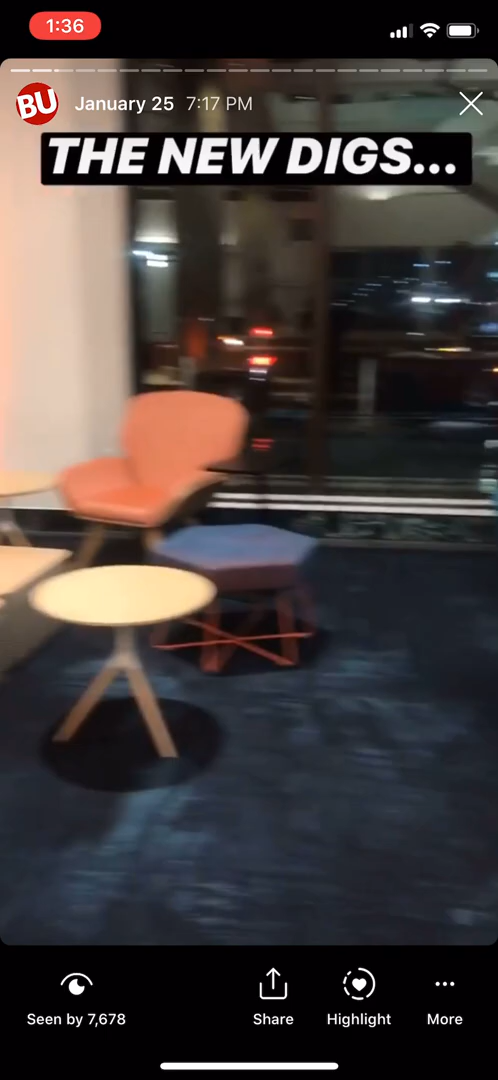 1:36
BU
January 25 7:17 PM
THE NEW DIGS...
Seen by 7,678
Share
Highlight
More